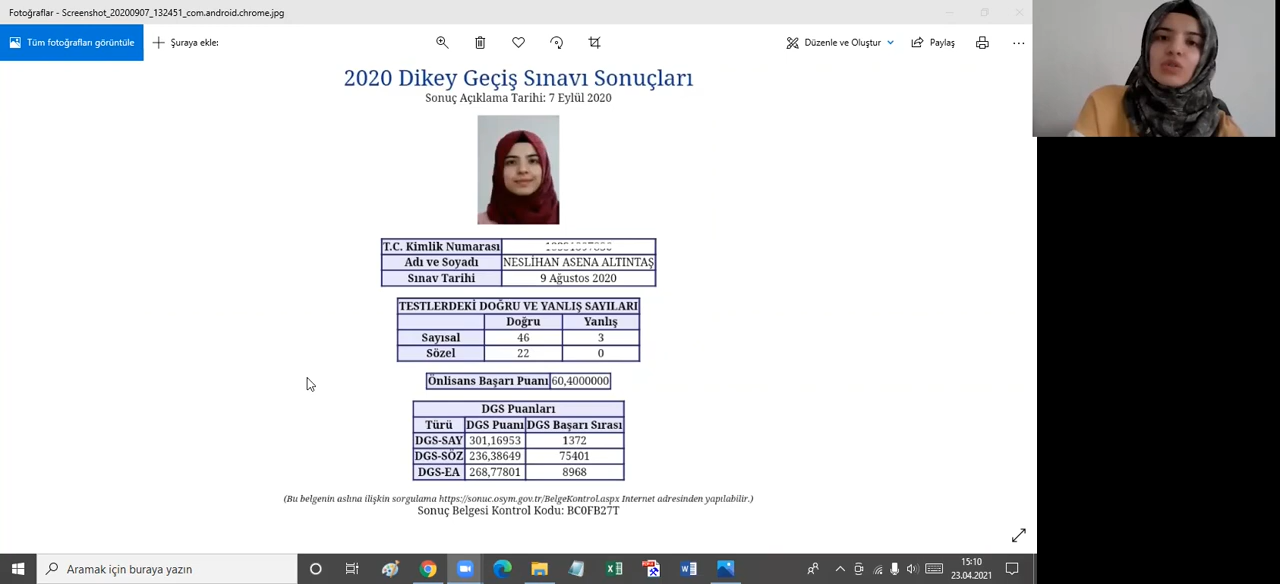 Fotoğraflar - Screenshot_20200907_132451_com.android.chrome.jpg
Tüm fotoğrafları görüntüle
Şuraya ekle:
Düzenle ve Oluştur
Paylaş
2020 Dikey Geçiş Sınavı Sonuçları
Sonuç Açıklama Tarihi: 7 Eylül 2020
T.C. Kimlik Numarası
Adı ve Soyadı NESLİHAN ASENA ALTINTAŞ
Sınav Tarihi 9 Ağustos 2020
TESTLERDEKİ DOĞRU VE YANLIŞ SAYILARI
Doğru Yanlış
Sayısal 46 3
Sözel 22 0
Önlisans Başarı Puanı 60,4000000
DGS Puanları
Türü DGS Puanı DGS Başarı Sırası
DGS-SAY 301,16953 1372
DGS-SÖZ 236,38649 75401
DGS-EA 268,77801 8968
(Bu belgenin aslına ilişkin sorgulama https://sonuc.osym.gov.tr/BelgeKontrol.aspx Internet adresinden yapılabilir.)
Sonuç Belgesi Kontrol Kodu: BC0FB27T
Aramak için buraya yazın
15:10
23.04.2021